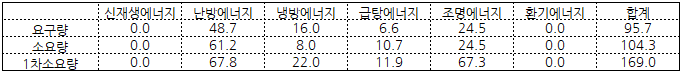 신재생에너지 난방에너지 냉방에너지 급탕에너지 조명에너지 환기에너지 합계
요구량 0.0 48.7 16.0 6.6 24.5 0.0 95.7
소요량 0.0 61.2 8.0 10.7 24.5 0.0 104.3
1차소요량 0.0 67.8 22.0 11.9 67.3 0.0 169.0